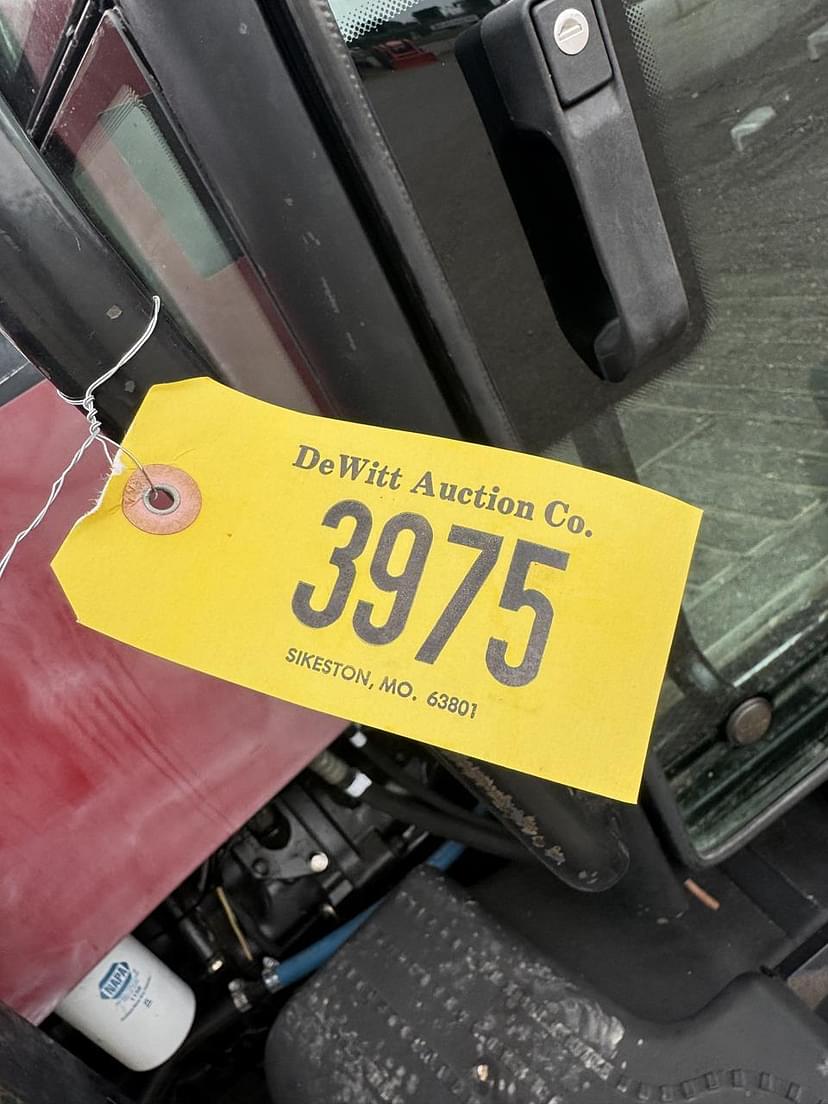 DeWitt Auction Co.
3975
SIKESTON, MO. 63801
NAPA